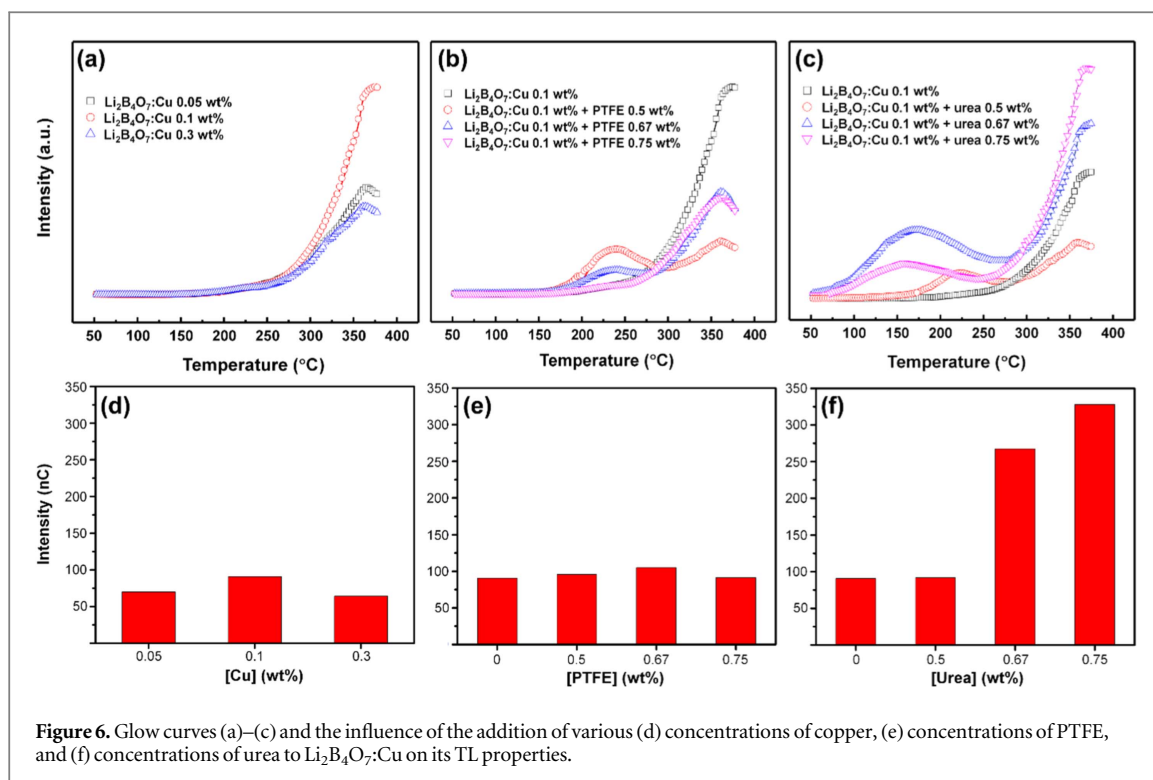 (a)
Li₂B₄O₇:Cu 0.05 wt%
Li₂B₄O₇:Cu 0.1 wt%
Li₂B₄O₇:Cu 0.3 wt%
Intensity (a.u.)
50 100 150 200 250 300 350 400
Temperature (°C)
(b)
Li₂B₄O₇:Cu 0.1 wt%
Li₂B₄O₇:Cu 0.1 wt% + PTFE 0.5 wt%
Li₂B₄O₇:Cu 0.1 wt% + PTFE 0.67 wt%
Li₂B₄O₇:Cu 0.1 wt% + PTFE 0.75 wt%
50 100 150 200 250 300 350 400
Temperature (°C)
(c)
Li₂B₄O₇:Cu 0.1 wt%
Li₂B₄O₇:Cu 0.1 wt% + urea 0.5 wt%
Li₂B₄O₇:Cu 0.1 wt% + urea 0.67 wt%
Li₂B₄O₇:Cu 0.1 wt% + urea 0.75 wt%
50 100 150 200 250 300 350 400
Temperature (°C)
(d)
Intensity (nC)
350
300
250
200
150
100
50
0.05 0.1 0.3
[Cu] (wt%)
(e)
350
300
250
200
150
100
50
0 0.5 0.67 0.75
[PTFE] (wt%)
(f)
350
300
250
200
150
100
50
0 0.5 0.67 0.75
[Urea] (wt%)
Figure 6. Glow curves (a)–(c) and the influence of the addition of various (d) concentrations of copper, (e) concentrations of PTFE,
and (f) concentrations of urea to Li₂B₄O₇:Cu on its TL properties.